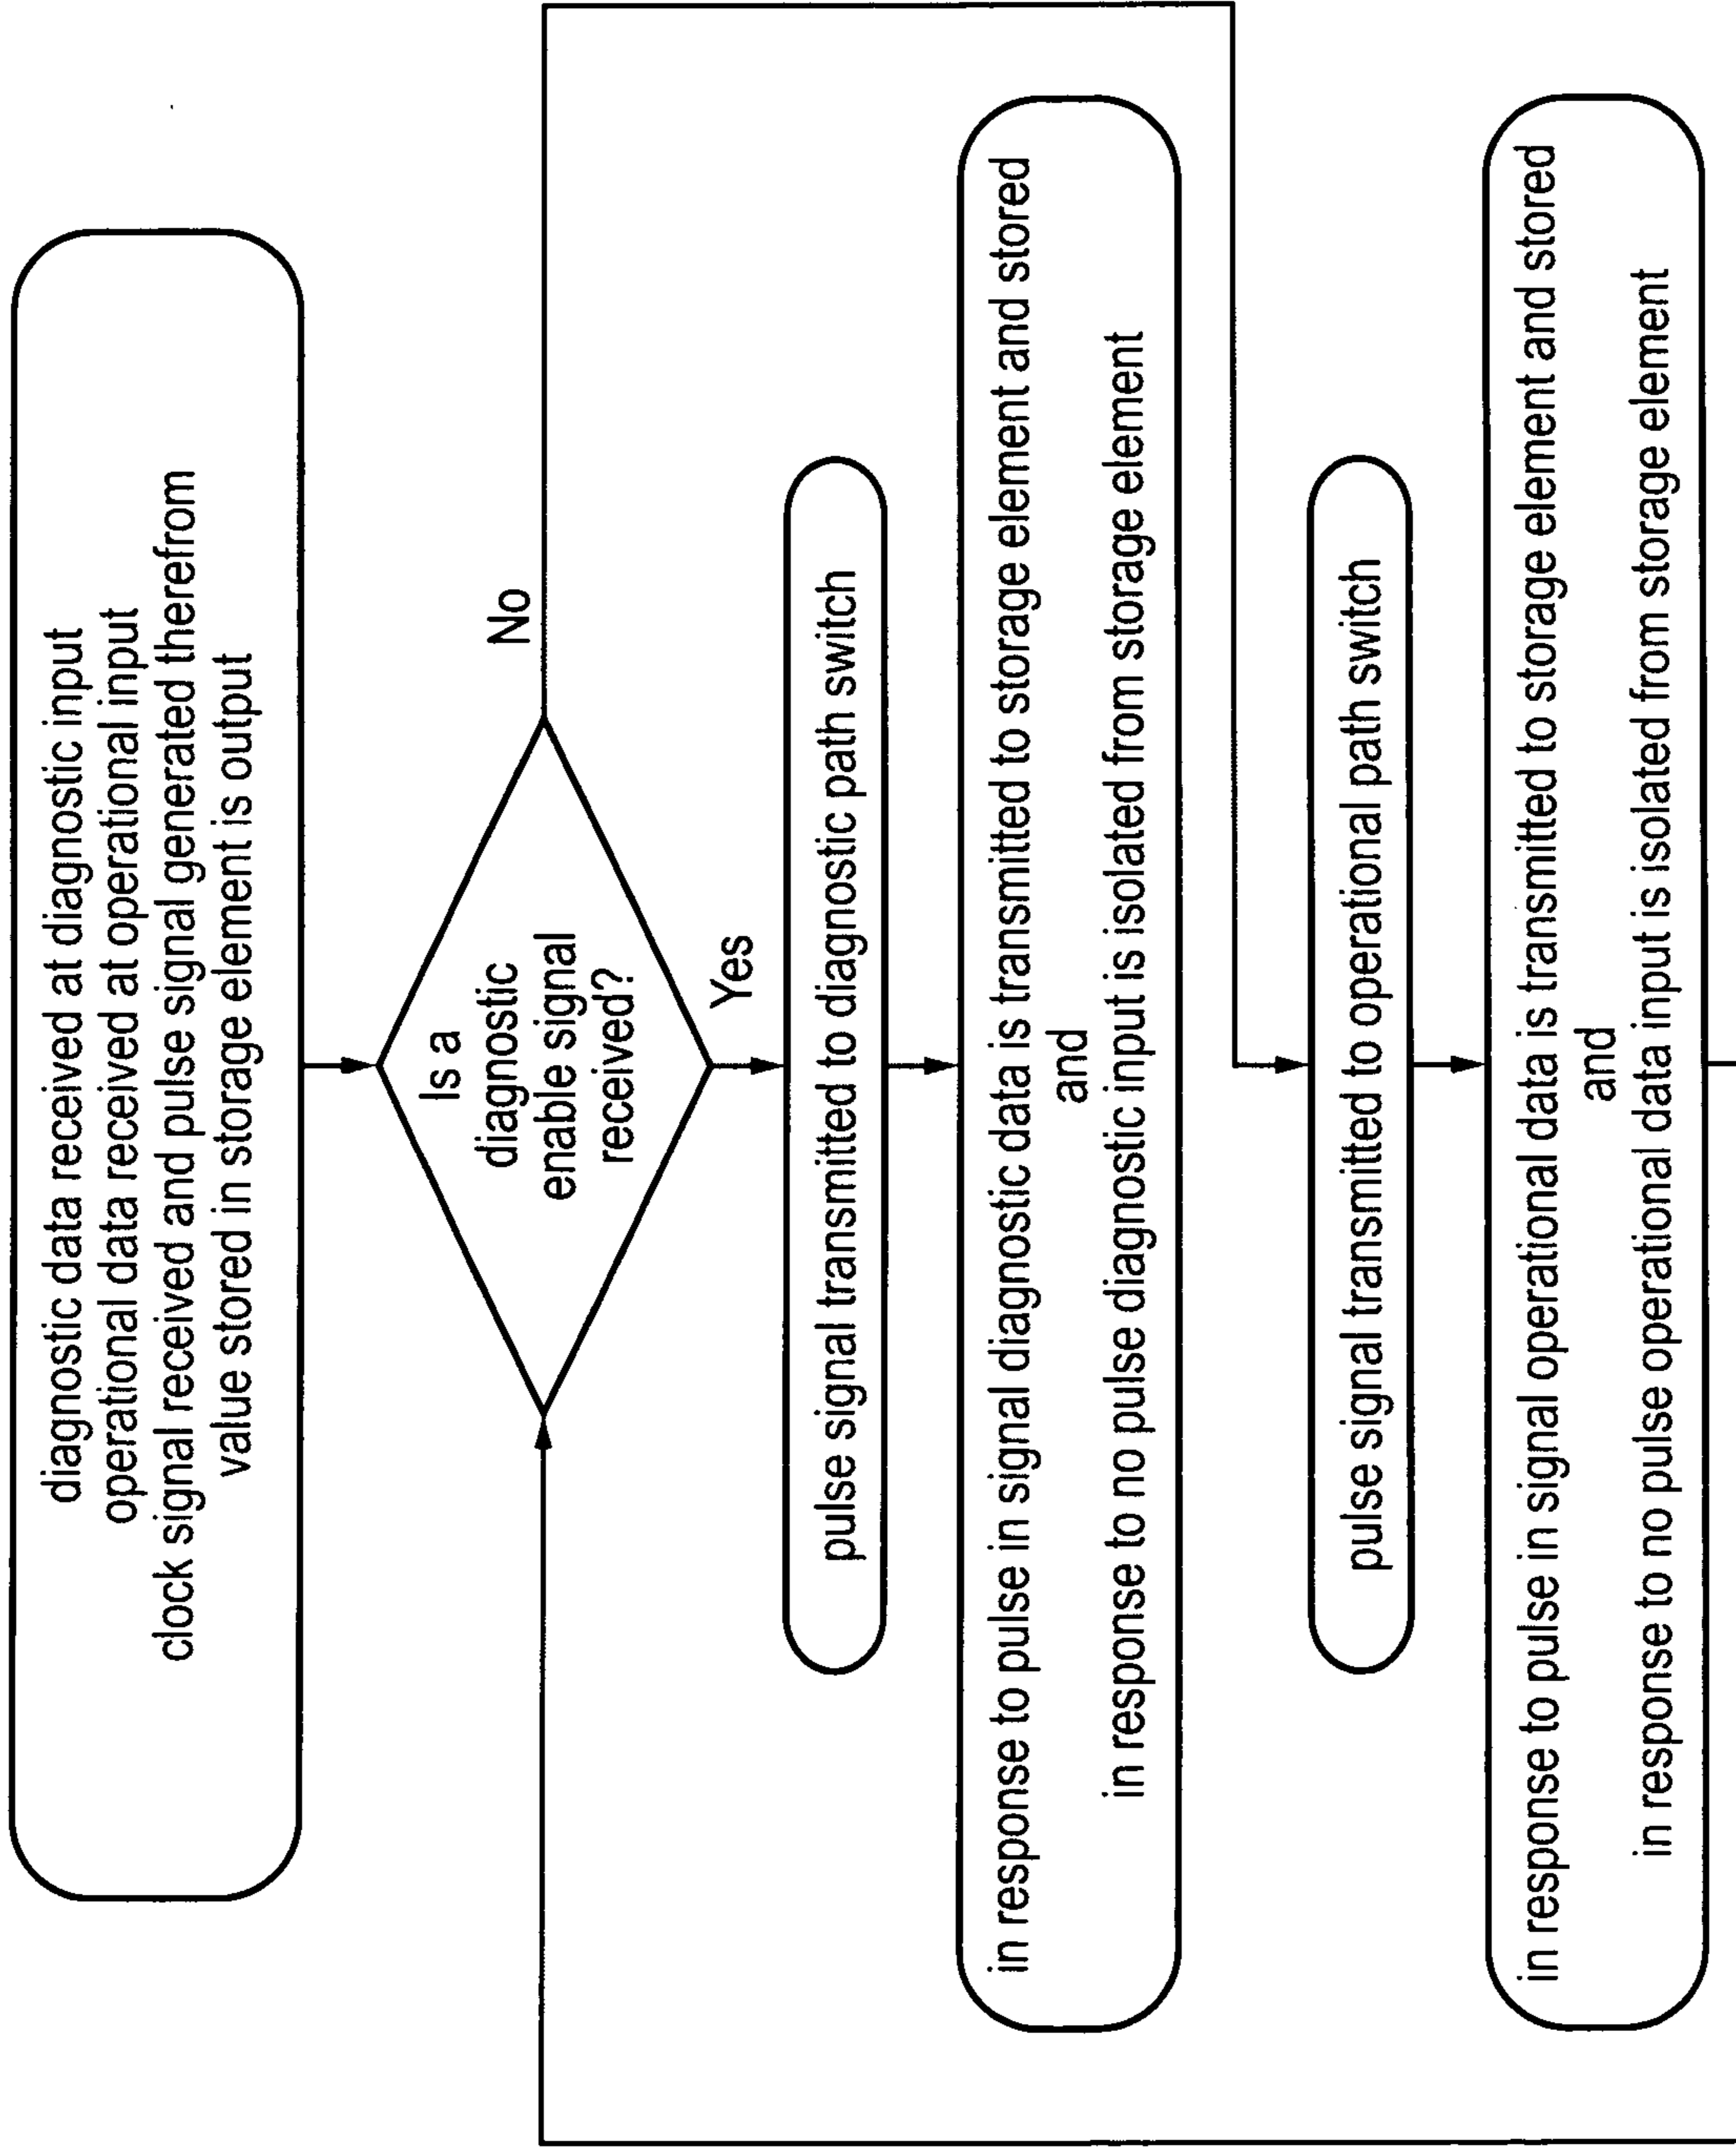 diagnostic data received at diagnostic input
operational data received at operational input
clock signal received and pulse signal generated therefrom
value stored in storage element is output
Is a
diagnostic
enable signal
received?
No
Yes
pulse signal transmitted to diagnostic path switch
in response to pulse in signal diagnostic data is transmitted to storage element and stored
and
in response to no pulse diagnostic input is isolated from storage element
pulse signal transmitted to operational path switch
in response to pulse in signal operational data is transmitted to storage element and stored
and
in response to no pulse operational data input is isolated from storage element